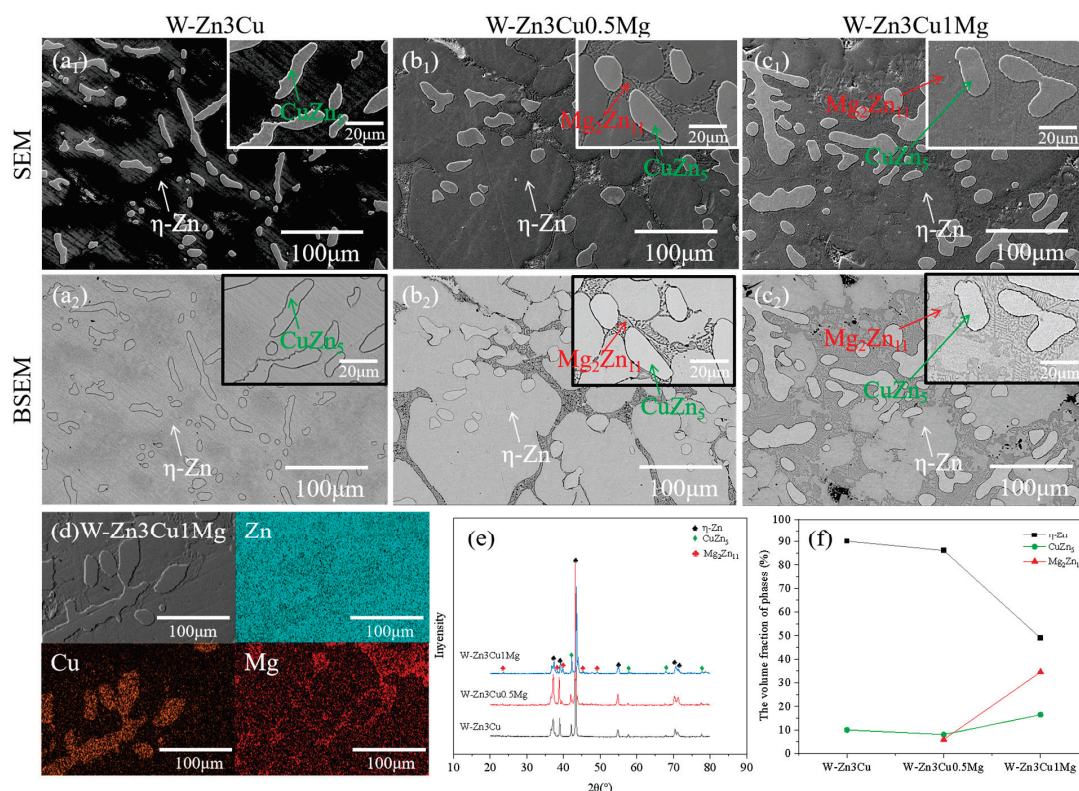 W-Zn3Cu
W-Zn3Cu0.5Mg
W-Zn3Cu1Mg
SEM
(a₁)
CuZn₅
20μm
η-Zn
100μm
(b₁)
Mg₂Zn₁₁
20μm
CuZn₅
η-Zn
100μm
(c₁)
Mg₂Zn₁₁
20μm
CuZn₅
η-Zn
100μm
BSEM
(a₂)
CuZn₅
20μm
η-Zn
100μm
(b₂)
Mg₂Zn₁₁
20μm
CuZn₅
η-Zn
100μm
(c₂)
Mg₂Zn₁₁
20μm
CuZn₅
η-Zn
100μm
(d)W-Zn3Cu1Mg
100μm
Zn
100μm
Cu
100μm
Mg
100μm
(e)
η-Zn
CuZn₅
Mg₂Zn₁₁
Inyensity
W-Zn3Cu1Mg
W-Zn3Cu0.5Mg
W-Zn3Cu
10 20 30 40 50 60 70 80 90
2θ(°)
(f)
η-Zn
CuZn₅
Mg₂Zn₁
The volume fraction of phases (%)
100
90
80
70
60
50
40
30
20
10
0
W-Zn3Cu W-Zn3Cu0.5Mg W-Zn3Cu1Mg